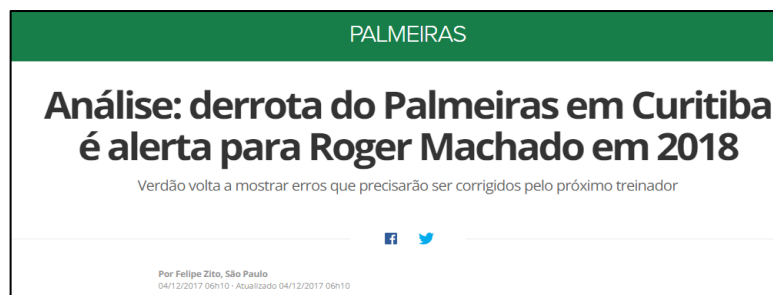 PALMEIRAS
Análise: derrota do Palmeiras em Curitiba
é alerta para Roger Machado em 2018
Verdão volta a mostrar erros que precisarão ser corrigidos pelo próximo treinador
Por Felipe Zito, São Paulo
04/12/2017 06h10 · Atualizado 04/12/2017 06h10